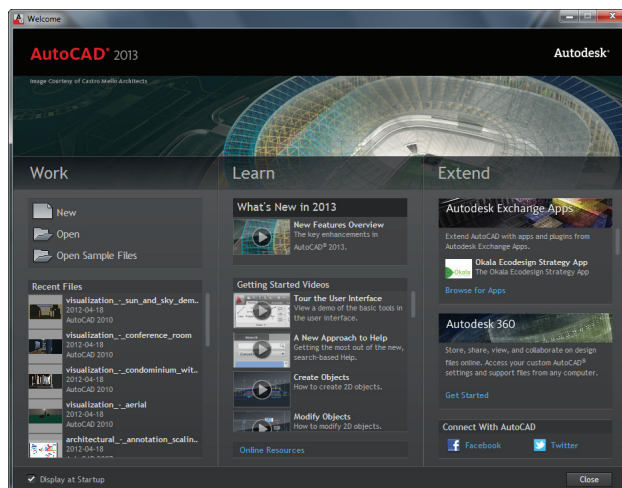 Welcome
AutoCAD® 2013
Autodesk®
Image Courtesy of Castro Mello Architects
Work
New
Open
Open Sample Files
Recent Files
visualization_-_sun_and_sky_dem..
2012-04-18
AutoCAD 2010
visualization_-_conference_room
2012-04-18
AutoCAD 2010
visualization_-_condominium_wit..
2012-04-18
AutoCAD 2010
visualization_-_aerial
2012-04-18
AutoCAD 2010
architectural_-_annotation_scalin..
2012-04-18
Learn
What's New in 2013
New Features Overview
The key enhancements in
AutoCAD® 2013.
Getting Started Videos
Tour the User Interface
View a demo of the basic tools in
the user interface.
A New Approach to Help
Getting the most out of the new,
search-based Help.
Create Objects
How to create 2D objects.
Modify Objects
How to modify 2D objects.
Online Resources
Extend
Autodesk Exchange Apps
Extend AutoCAD with apps and plugins from
Autodesk Exchange Apps.
Okala
Okala Ecodesign Strategy App
The Okala Ecodesign Strategy App
Browse for Apps
Autodesk 360
Store, share, view, and collaborate on design
files online. Access your custom AutoCAD®
settings and support files from any computer.
Get Started
Connect With AutoCAD
Facebook
Twitter
Display at Startup
Close